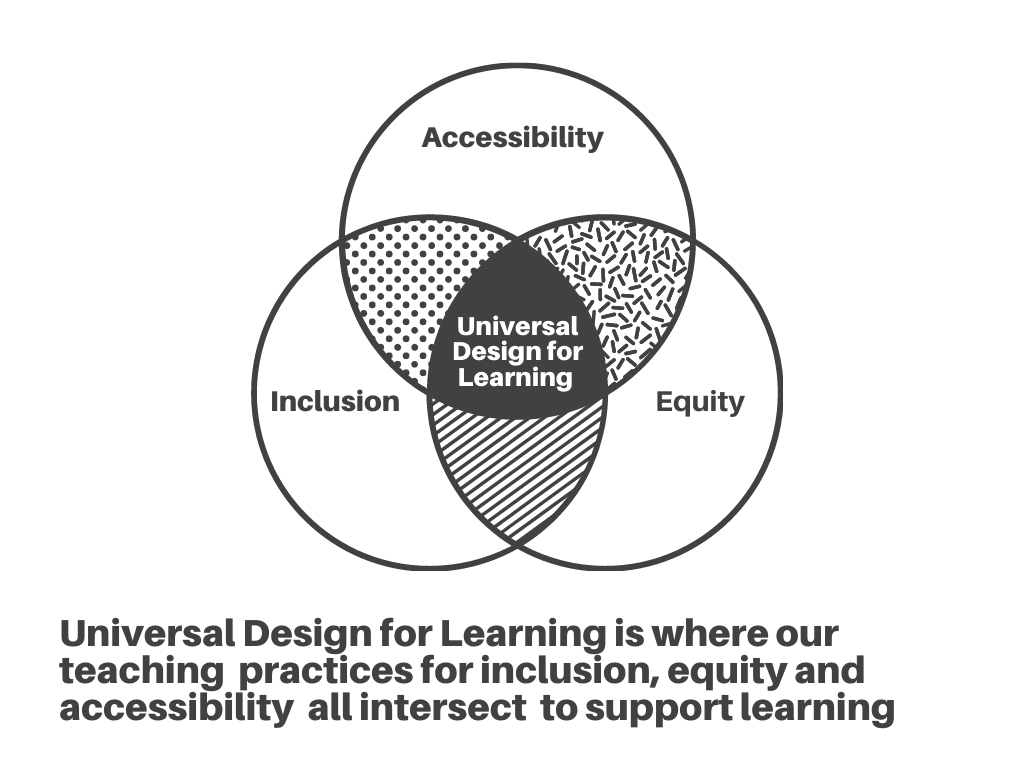 Accessibility
Universal
Design for
Learning
Inclusion
Equity
Universal Design for Learning is where our
teaching  practices for inclusion, equity and
accessibility  all intersect  to support learning